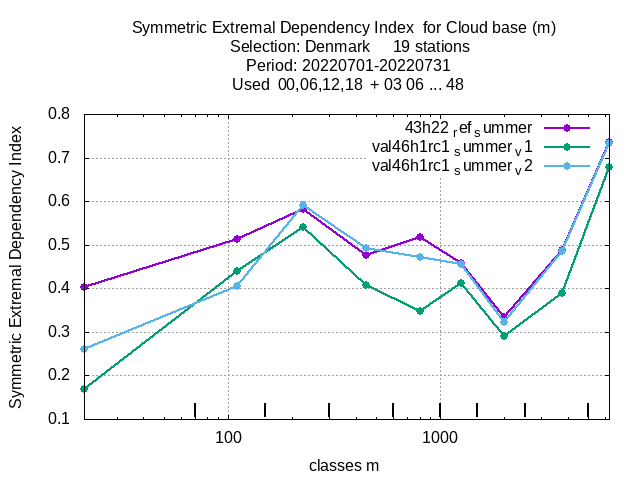 Symmetric Extremal Dependency Index  for Cloud base (m)
Selection: Denmark     19 stations
Period: 20220701-20220731
Used  00,06,12,18  + 03 06 ... 48
43h22 ref summer
val46h1rc1 summer v1
val46h1rc1 summer v2
Symmetric Extremal Dependency Index
0.8
0.7
0.6
0.5
0.4
0.3
0.2
0.1
100
1000
classes m